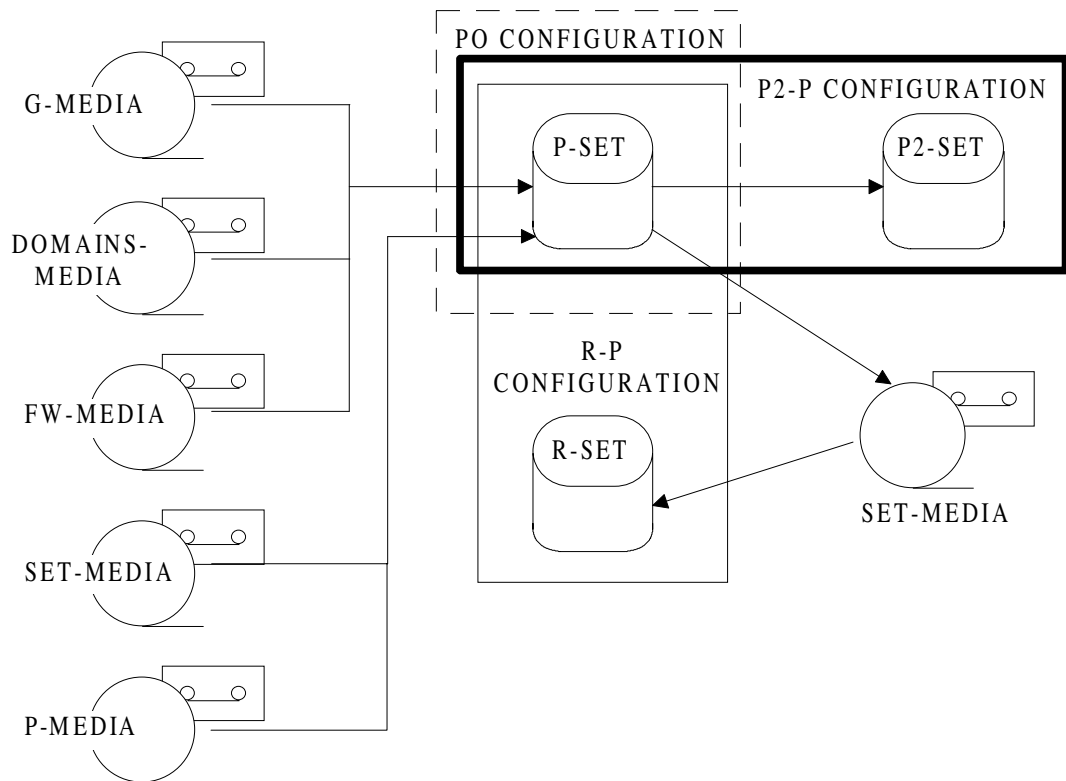 PO CONFIGURATION
G-MEDIA
P2-P CONFIGURATION
P-SET
P2-SET
DOMAINS-
MEDIA
R-P
CONFIGURATION
FW-MEDIA
R-SET
SET-MEDIA
SET-MEDIA
P-MEDIA